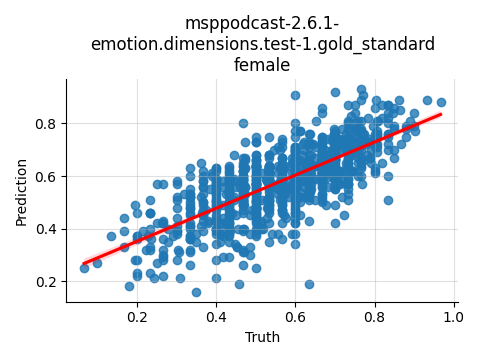 msppodcast-2.6.1-
emotion.dimensions.test-1.gold_standard
female
0.8
0.6
0.4
0.2
Prediction
0.2
0.4
0.6
0.8
1.0
Truth